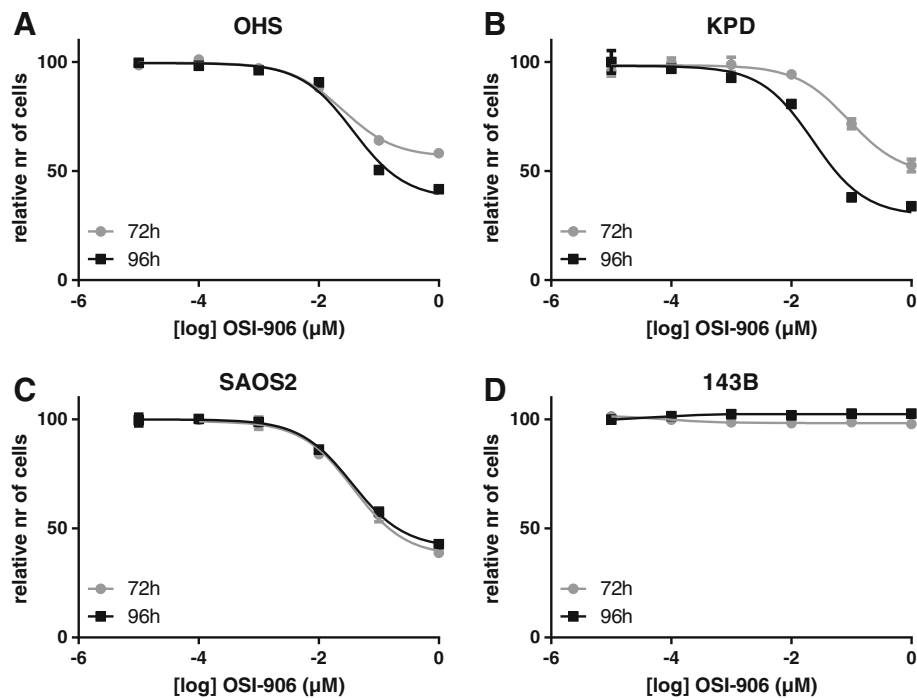 A
OHS
relative nr of cells
100
50
0
72h
96h
-6
-4
-2
0
[log] OSI-906 (µM)
B
KPD
relative nr of cells
100
50
0
72h
96h
-6
-4
-2
0
[log] OSI-906 (µM)
C
SAOS2
relative nr of cells
100
50
0
72h
96h
-6
-4
-2
0
[log] OSI-906 (µM)
D
143B
relative nr of cells
100
50
0
72h
96h
-6
-4
-2
0
[log] OSI-906 (µM)